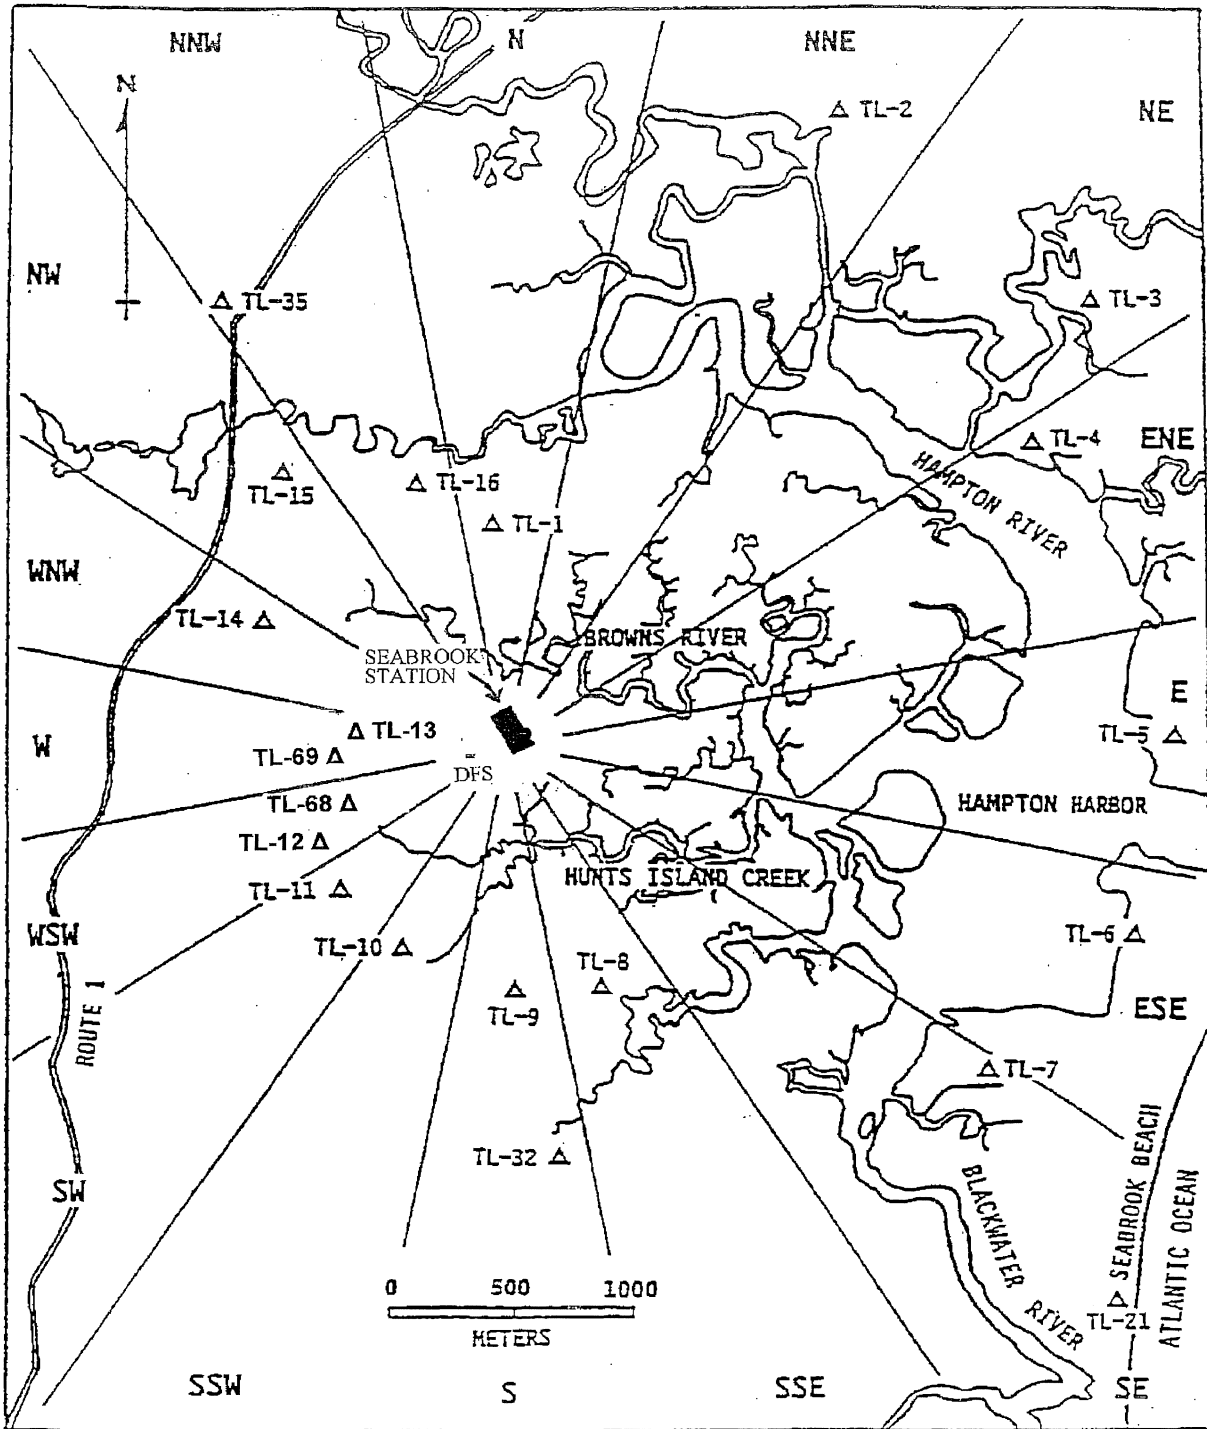 NNW
N
NNE
N
TL-2
NE
NW
TL-35
TL-3
TL-4
ENE
TL-15
TL-16
HAMPTON RIVER
TL-1
WNW
TL-14
BROWNS RIVER
SEABROOK
STATION
E
TL-13
TL-5
W
TL-69
DFS
TL-68
HAMPTON HARBOR
TL-12
HUNTS ISLAND CREEK
TL-11
WSW
TL-10
TL-6
TL-8
TL-9
ROUTE 1
ESE
TL-7
TL-32
SEABROOK BEACH
SW
BLACKWATER RIVER
ATLANTIC OCEAN
0 500 1000
METERS
TL-21
SSW
S
SSE
SE